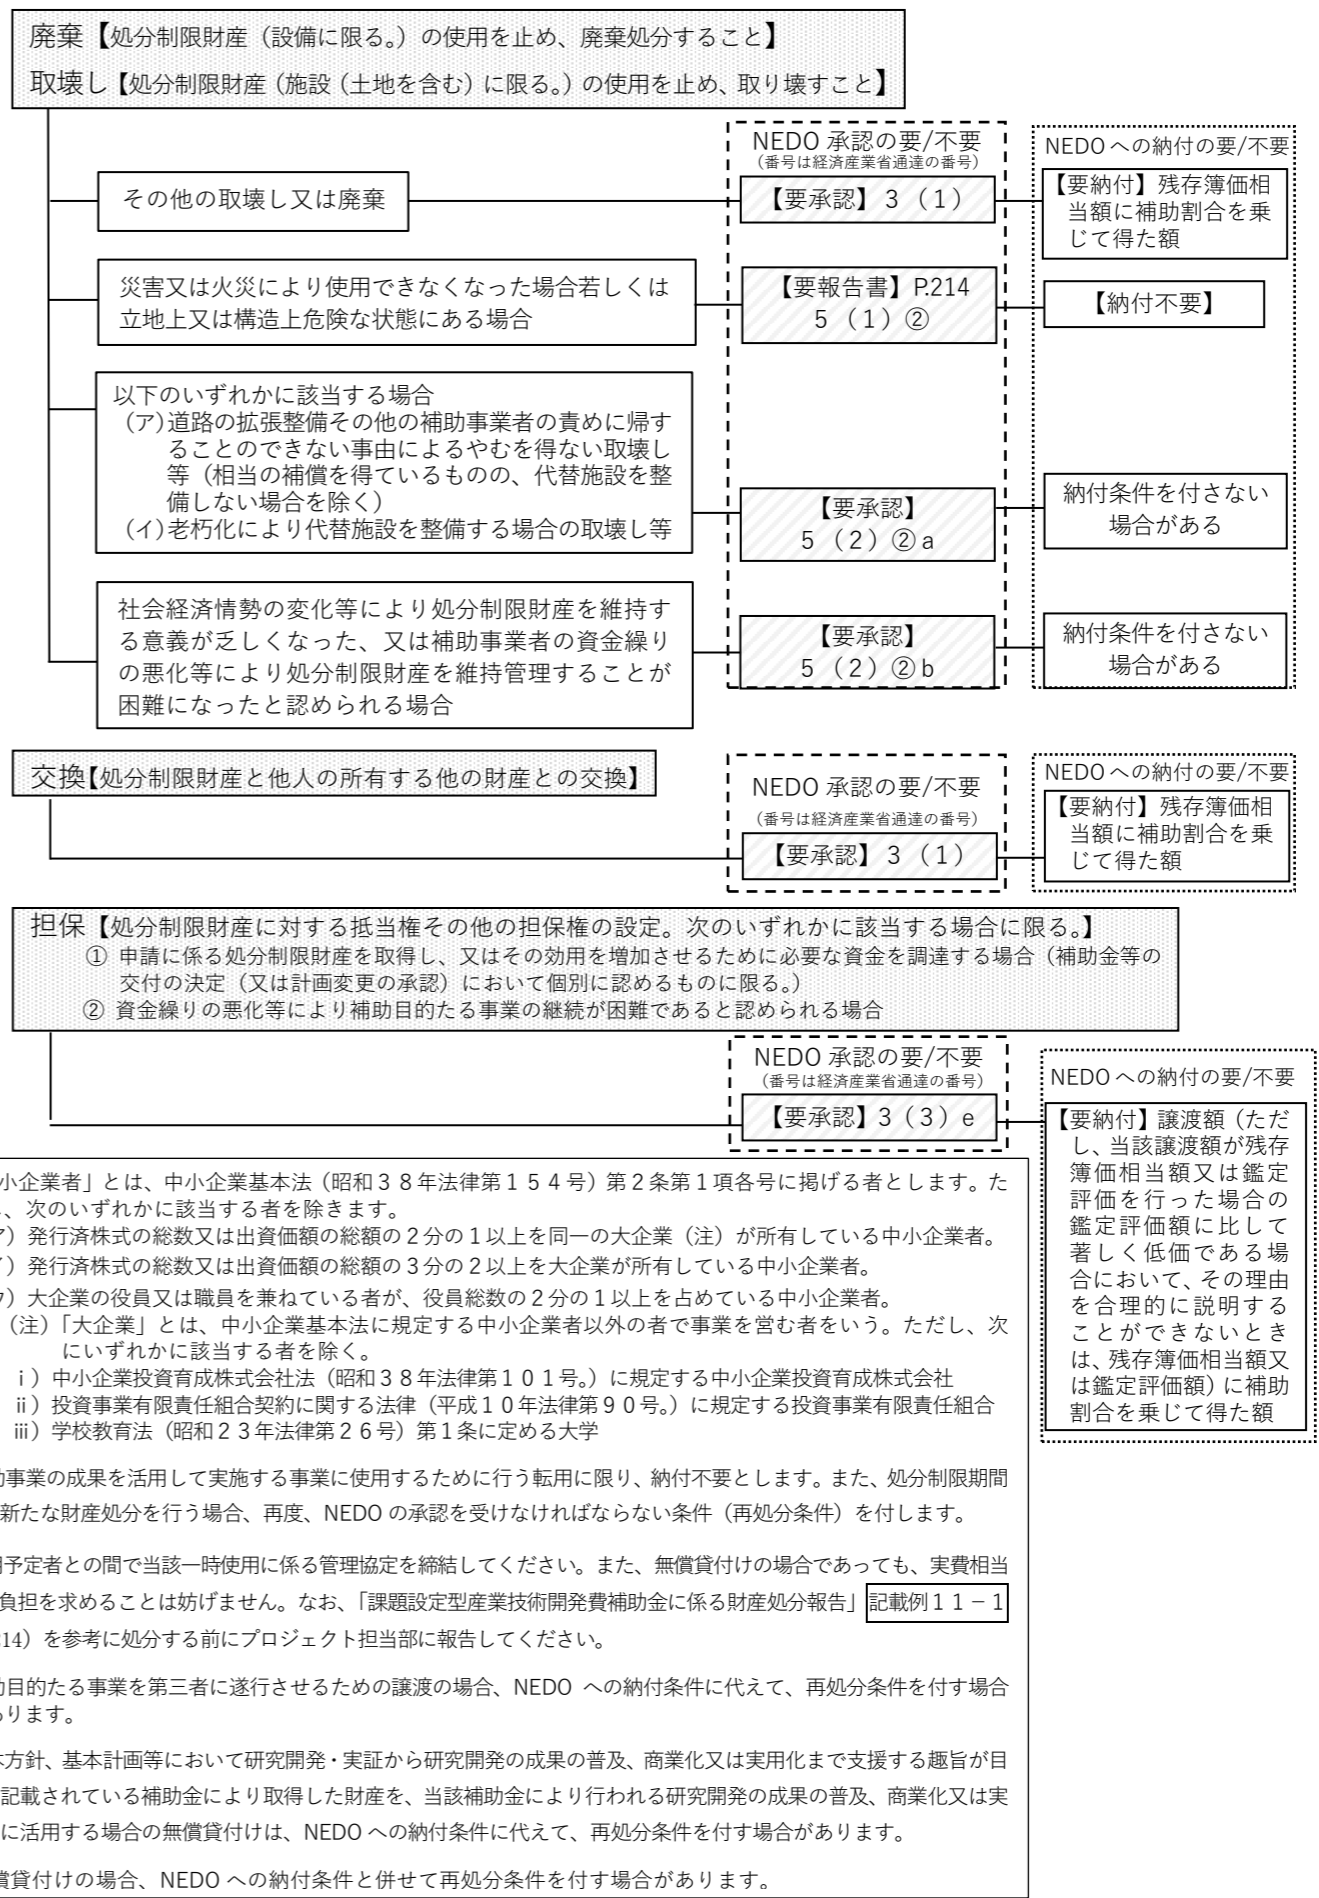 廃棄【処分制限財産（設備に限る。）の使用を止め、廃棄処分すること】
取壊し【処分制限財産（施設（土地を含む）に限る。）の使用を止め、取り壊すこと】
NEDO 承認の要/不要
（番号は経済産業省通達の番号）
NEDO への納付の要/不要
その他の取壊し又は廃棄
【要承認】３（１）
【要納付】残存簿価相
当額に補助割合を乗
じて得た額
災害又は火災により使用できなくなった場合若しくは
立地上又は構造上危険な状態にある場合
【要報告書】P.214
５（１）②
【納付不要】
以下のいずれかに該当する場合
（ア）道路の拡張整備その他の補助事業者の責めに帰す
ることのできない事由によるやむを得ない取壊し
等（相当の補償を得ているものの、代替施設を整
備しない場合を除く）
（イ）老朽化により代替施設を整備する場合の取壊し等
【要承認】
５（２）②ａ
納付条件を付さない
場合がある
社会経済情勢の変化等により処分制限財産を維持す
る意義が乏しくなった、又は補助事業者の資金繰り
の悪化等により処分制限財産を維持管理することが
困難になったと認められる場合
【要承認】
５（２）②ｂ
納付条件を付さない
場合がある
交換【処分制限財産と他人の所有する他の財産との交換】
NEDO 承認の要/不要
（番号は経済産業省通達の番号）
【要承認】３（１）
NEDO への納付の要/不要
【要納付】残存簿価相
当額に補助割合を乗
じて得た額
担保【処分制限財産に対する抵当権その他の担保権の設定。次のいずれかに該当する場合に限る。】
① 申請に係る処分制限財産を取得し、又はその効用を増加させるために必要な資金を調達する場合（補助金等の
交付の決定（又は計画変更の承認）において個別に認めるものに限る。）
② 資金繰りの悪化等により補助目的たる事業の継続が困難であると認められる場合
NEDO 承認の要/不要
（番号は経済産業省通達の番号）
【要承認】３（３）ｅ
NEDO への納付の要/不要
【要納付】譲渡額（ただ
し、当該譲渡額が残存
簿価相当額又は鑑定
評価を行った場合の
鑑定評価額に比して
著しく低価である場
合において、その理由
を合理的に説明する
ことができないとき
は、残存簿価相当額又
は鑑定評価額）に補助
割合を乗じて得た額
小企業者」とは、中小企業基本法（昭和３８年法律第１５４号）第２条第１項各号に掲げる者とします。た
、次のいずれかに該当する者を除きます。
ア）発行済株式の総数又は出資価額の総額の２分の１以上を同一の大企業（注）が所有している中小企業者。
イ）発行済株式の総数又は出資価額の総額の３分の２以上を大企業が所有している中小企業者。
ウ）大企業の役員又は職員を兼ねている者が、役員総数の２分の１以上を占めている中小企業者。
（注）「大企業」とは、中小企業基本法に規定する中小企業者以外の者で事業を営む者をいう。ただし、次
にいずれかに該当する者を除く。
ⅰ）中小企業投資育成株式会社法（昭和３８年法律第１０１号。）に規定する中小企業投資育成株式会社
ⅱ）投資事業有限責任組合契約に関する法律（平成１０年法律第９０号。）に規定する投資事業有限責任組合
ⅲ）学校教育法（昭和２３年法律第２６号）第１条に定める大学
事業の成果を活用して実施する事業に使用するために行う転用に限り、納付不要とします。また、処分制限期間
新たな財産処分を行う場合、再度、NEDO の承認を受けなければならない条件（再処分条件）を付します。
予定者との間で当該一時使用に係る管理協定を締結してください。また、無償貸付けの場合であっても、実費相当
負担を求めることは妨げません。なお、「課題設定型産業技術開発費補助金に係る財産処分報告」記載例１１－１
14）を参考に処分する前にプロジェクト担当部に報告してください。
目的たる事業を第三者に遂行させるための譲渡の場合、NEDO への納付条件に代えて、再処分条件を付す場合
あります。
方針、基本計画等において研究開発・実証から研究開発の成果の普及、商業化又は実用化まで支援する趣旨が目
記載されている補助金により取得した財産を、当該補助金により行われる研究開発の成果の普及、商業化又は実
に活用する場合の無償貸付けは、NEDO への納付条件に代えて、再処分条件を付す場合があります。
償貸付けの場合、NEDO への納付条件と併せて再処分条件を付す場合があります。